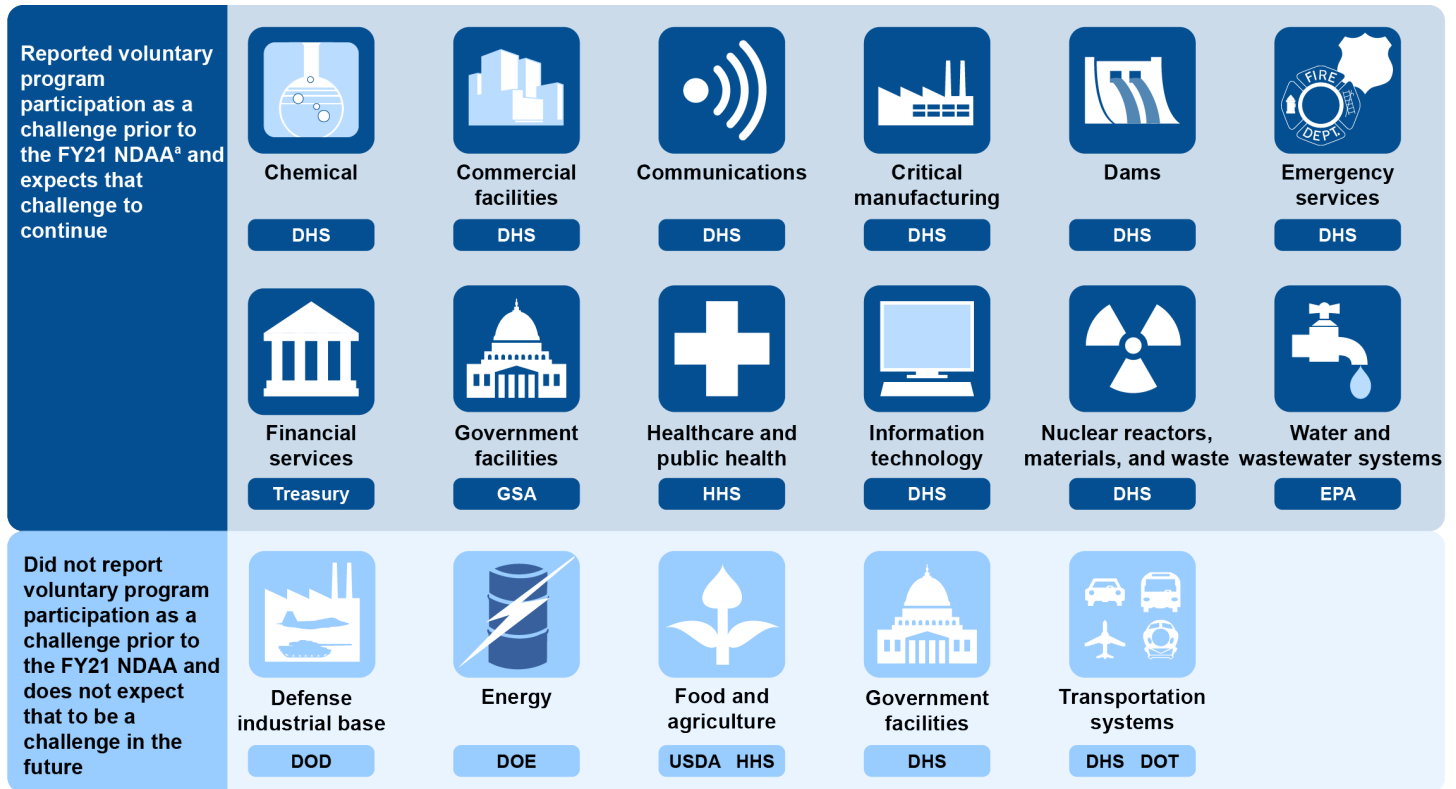 Reported voluntary
program
participation as a
challenge prior to
the FY21 NDAAª and
expects that
challenge to
continue
Chemical
DHS
Commercial
facilities
DHS
Communications
DHS
Critical
manufacturing
DHS
Dams
DHS
FIRE
DEPT.
Emergency
services
DHS
Financial
services
Treasury
Government
facilities
GSA
Healthcare and
public health
HHS
Information
technology
DHS
Nuclear reactors,
materials, and waste
DHS
Water and
wastewater systems
EPA
Did not report
voluntary program
participation as a
challenge prior to
the FY21 NDAA and
does not expect
that to be a
challenge in the
future
Defense
industrial base
DOD
Energy
DOE
Food and
agriculture
USDA HHS
Government
facilities
DHS
Transportation
systems
DHS DOT